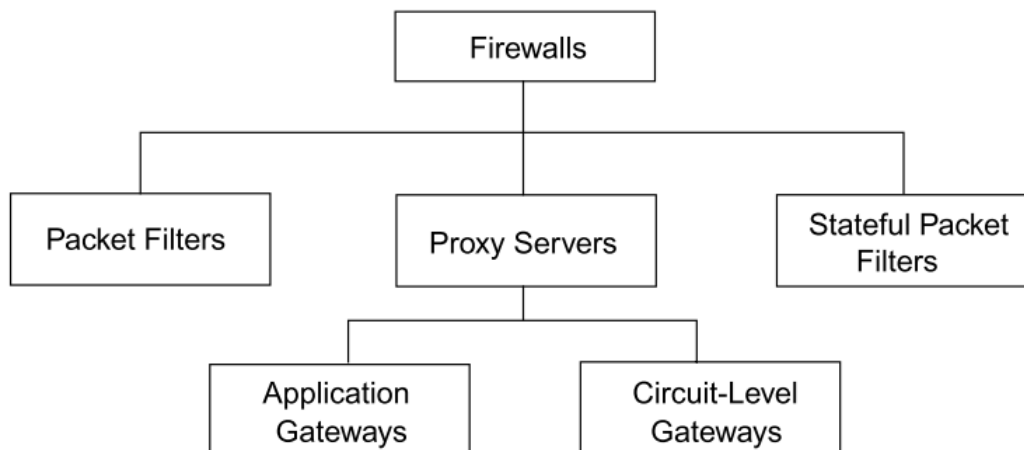 Firewalls
Packet Filters
Proxy Servers
Stateful Packet
Filters
Application
Gateways
Circuit-Level
Gateways